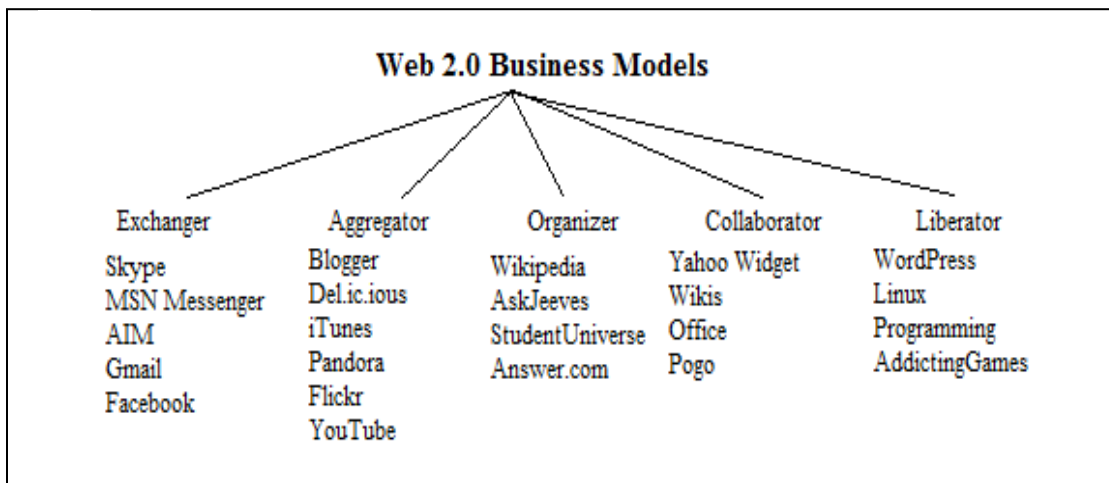 Web 2.0 Business Models
Exchanger
Skype
MSN Messenger
AIM
Gmail
Facebook
Aggregator
Blogger
Del.ic.ious
iTunes
Pandora
Flickr
YouTube
Organizer
Wikipedia
AskJeeves
StudentUniverse
Answer.com
Collaborator
Yahoo Widget
Wikis
Office
Pogo
Liberator
WordPress
Linux
Programming
AddictingGames